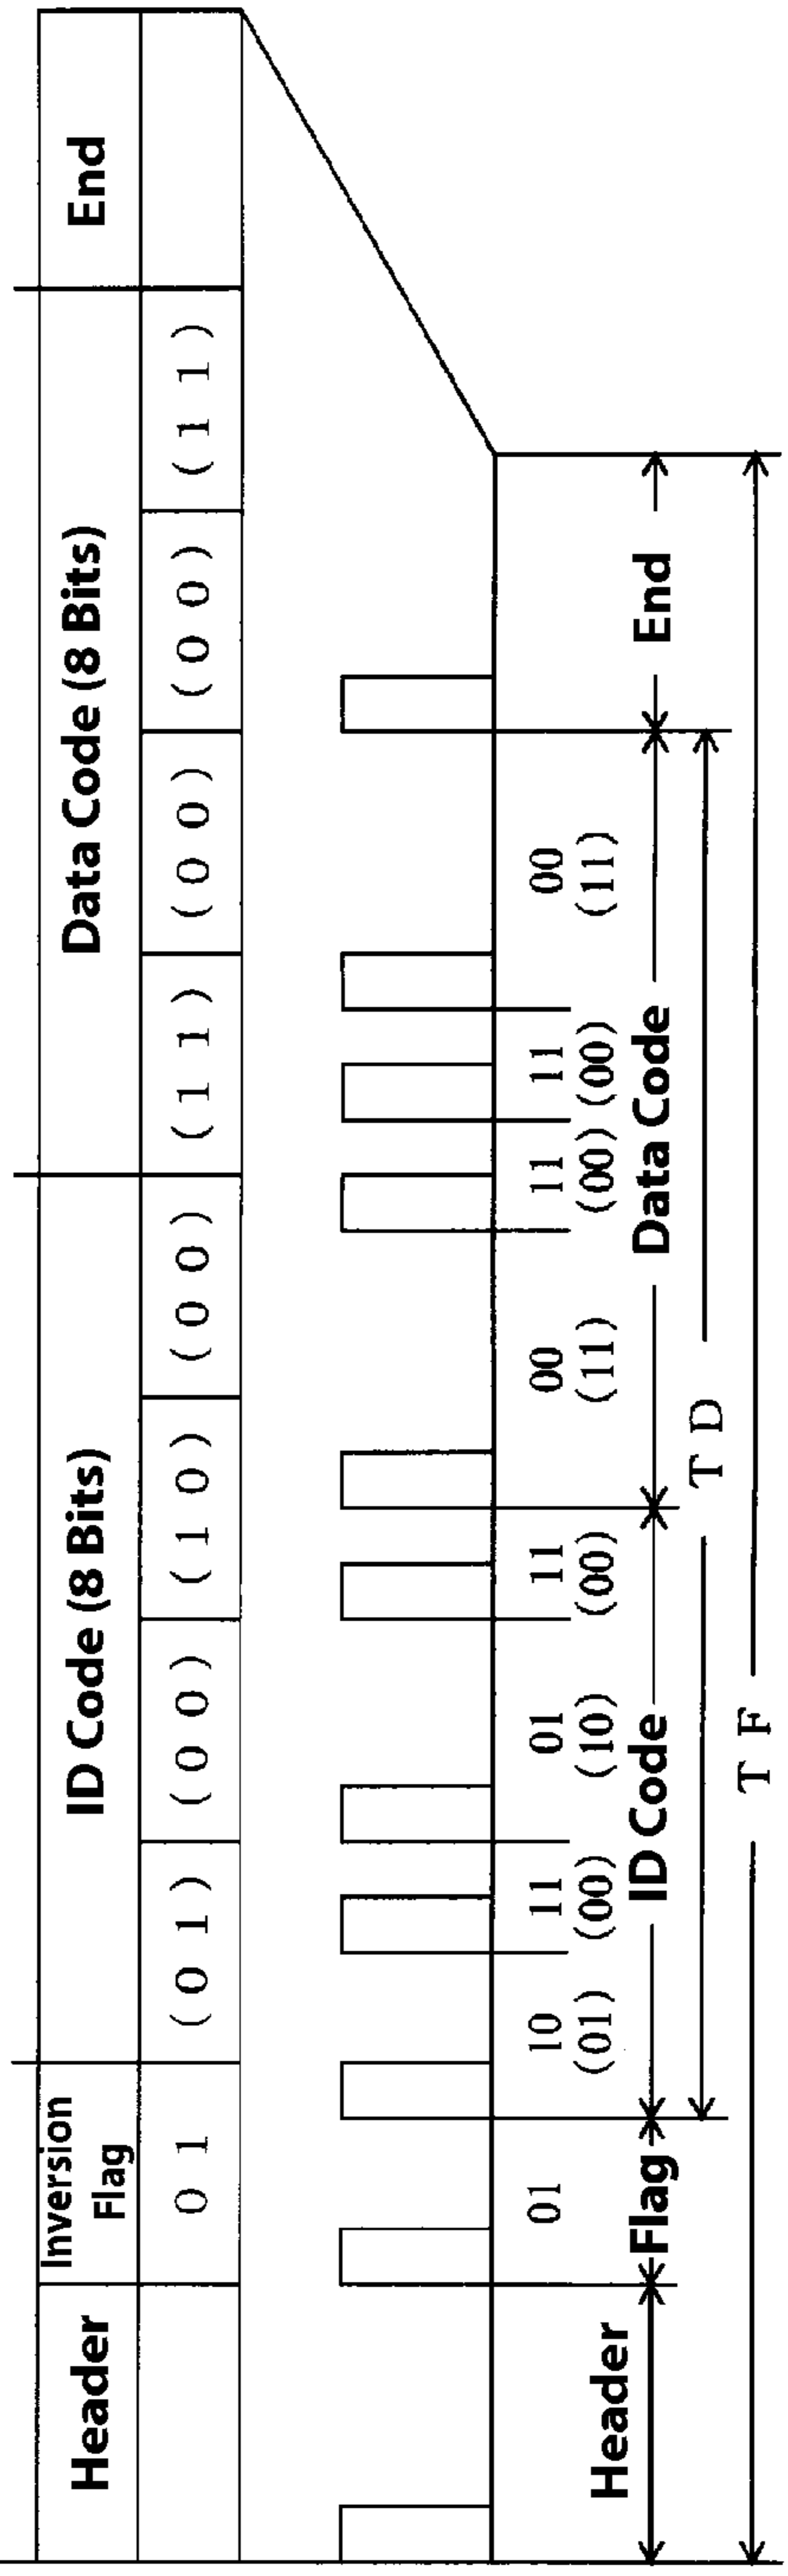 Header Inversion Flag ID Code (8 Bits) Data Code (8 Bits) End
0 1 (0 1) (0 0) (1 0) (0 0) (1 1) (0 0) (0 0) (1 1)
01 10 11 01 11 00 11 11 00
(01) (00) (10) (00) (11) (00) (00) (11)
Header Flag ID Code Data Code End
T D
T F